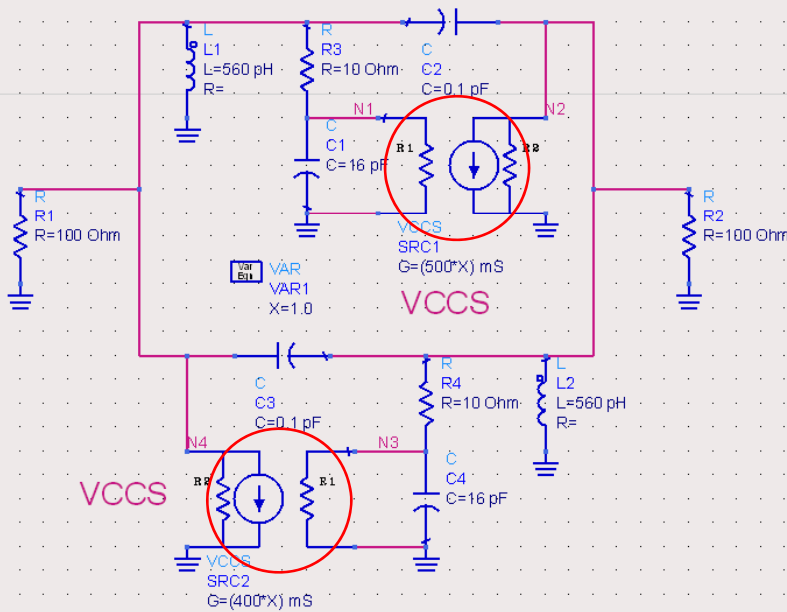 L
L1
L=560 pH
R=
R
R3
R=10 Ohm
C
C2
C=0.1 pF
N1
N2
C
C1
C=16 pF
R1
R2
R
R1
R=100 Ohm
R
R2
R=100 Ohm
VCCS
SRC1
G=(500*X) mS
Var
Eqn
VAR
VAR1
X=1.0
VCCS
C
C3
C=0.1 pF
R
R4
R=10 Ohm
L
L2
L=560 pH
R=
N4
N3
R2
R1
C
C4
C=16 pF
VCCS
VCCS
SRC2
G=(400*X) mS